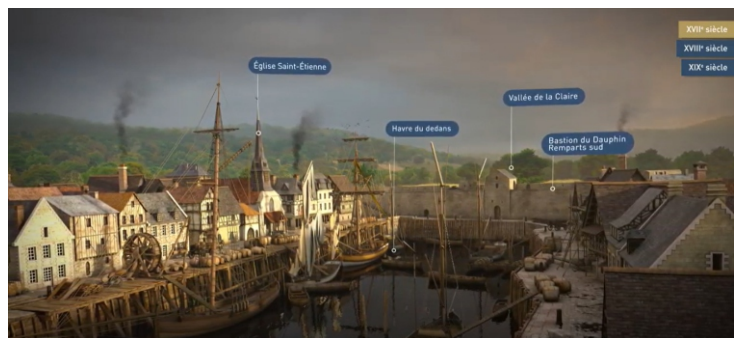 XVIIᵉ siècle
XVIIIᵉ siècle
XIXᵉ siècle
Église Saint-Étienne
Vallée de la Claire
Havre du dedans
Bastion du Dauphin
Remparts sud